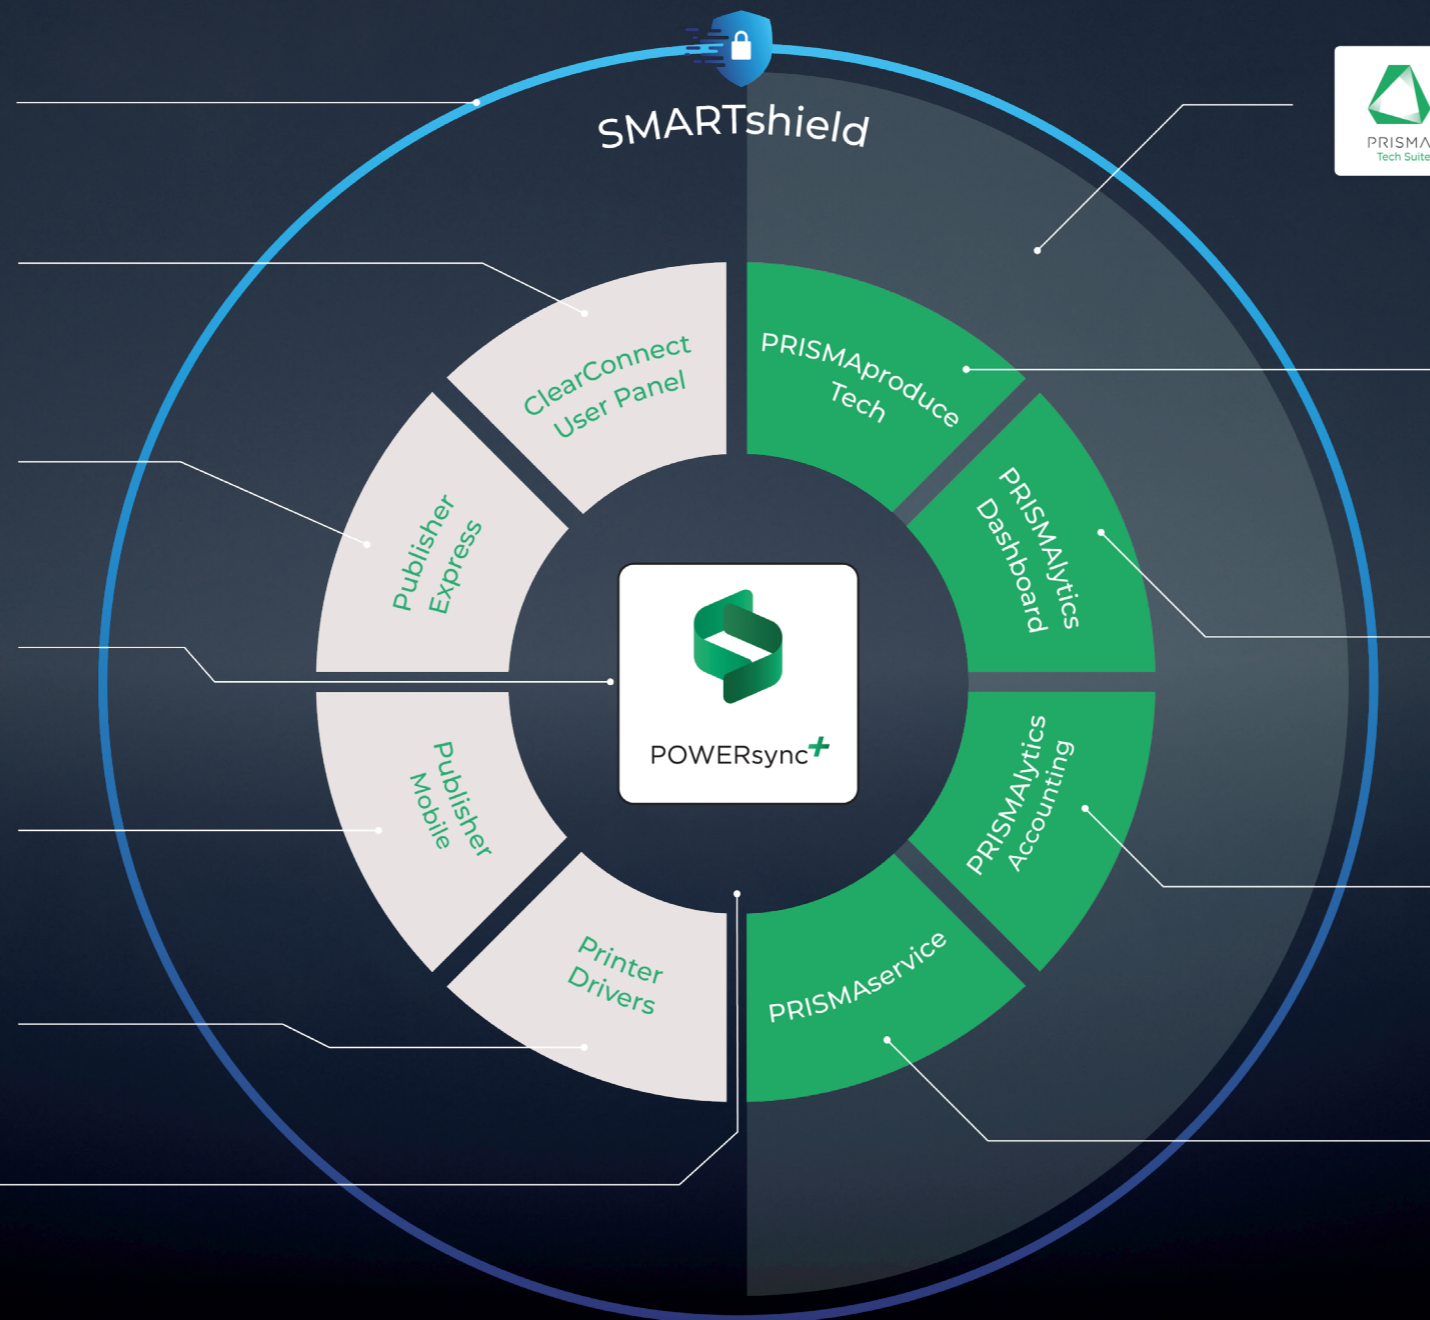 SMARTshield
PRISMA
Tech Suite
ClearConnect
User Panel
PRISMAproduce
Tech
Publisher
Express
PRISMAlytics
Dashboard
POWERsync+
Publisher
Mobile
PRISMAlytics
Accounting
Printer
Drivers
PRISMAservice